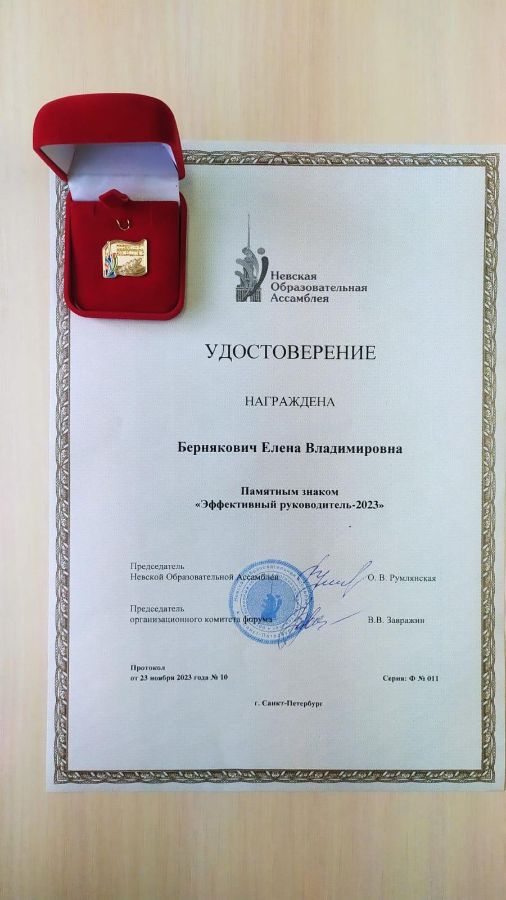 Невская
Образовательная
Ассамблея
УДОСТОВЕРЕНИЕ
НАГРАЖДЕНА
Бернякович Елена Владимировна
Памятным знаком
«Эффективный руководитель-2023»
Председатель
Невской Образовательной Ассамблеи
О. В. Румлянская
Председатель
организационного комитета форума
В.В. Завражин
Протокол
от 23 ноября 2023 года № 10
Серия: Ф № 011
г. Санкт-Петербург